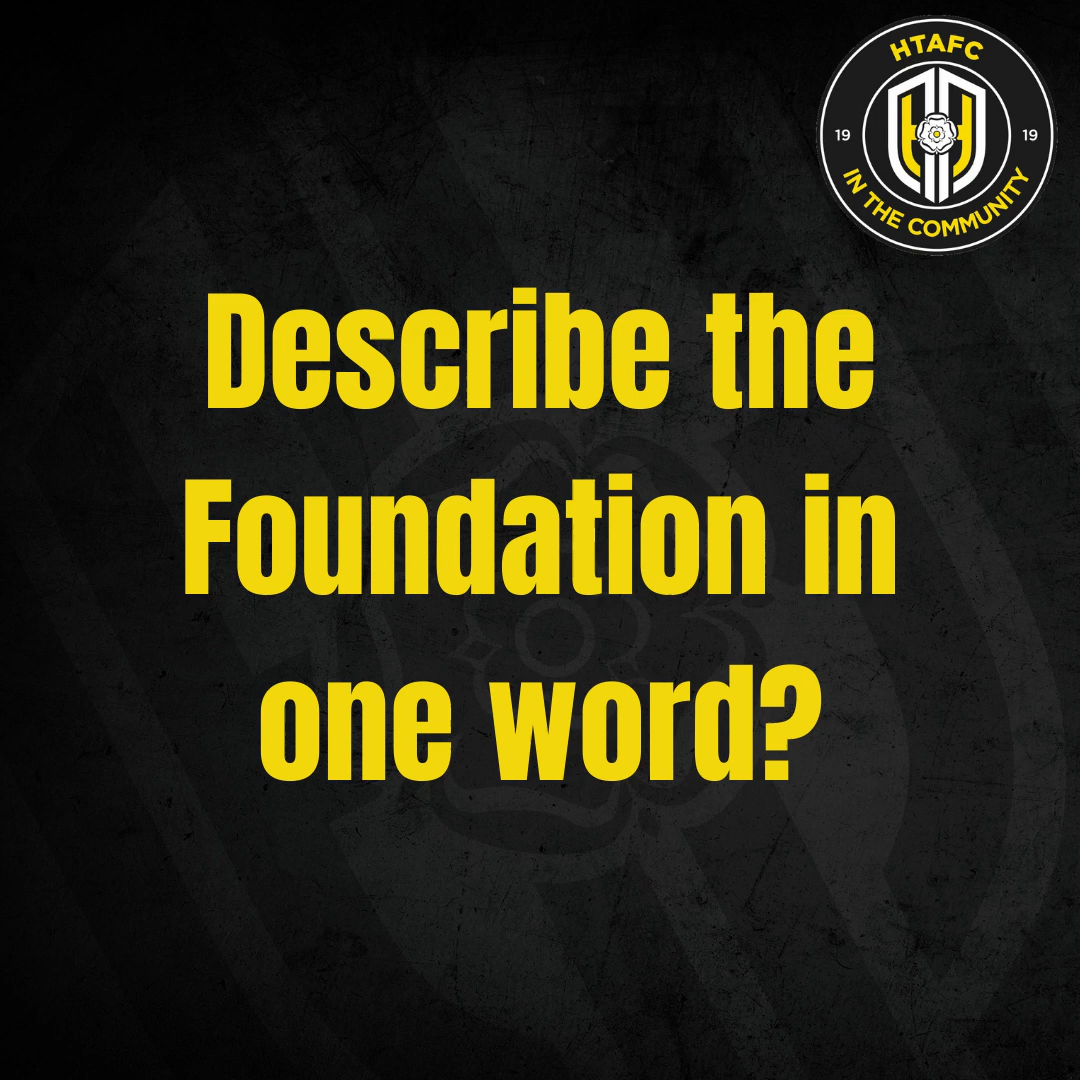 HTAFC
19 19
IN THE COMMUNITY
Describe the
Foundation in
one word?